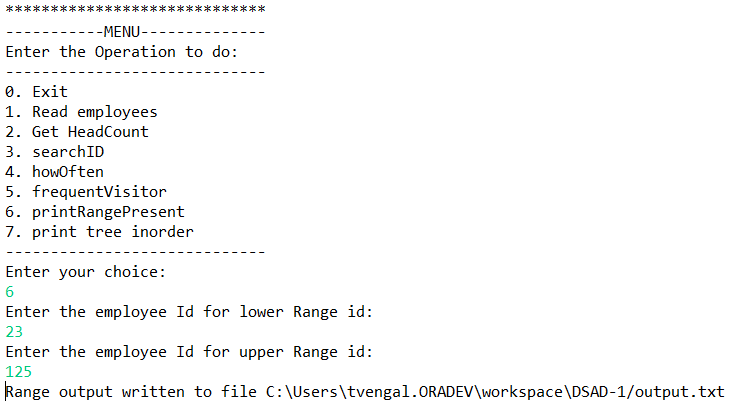 *****************************
-----------MENU--------------
Enter the Operation to do:
-----------------------------
0. Exit
1. Read employees
2. Get HeadCount
3. searchID
4. howOften
5. frequentVisitor
6. printRangePresent
7. print tree inorder
-----------------------------
Enter your choice:
6
Enter the employee Id for lower Range id:
23
Enter the employee Id for upper Range id:
125
Range output written to file C:\Users\tvengal.ORADEV\workspace\DSAD-1/output.txt